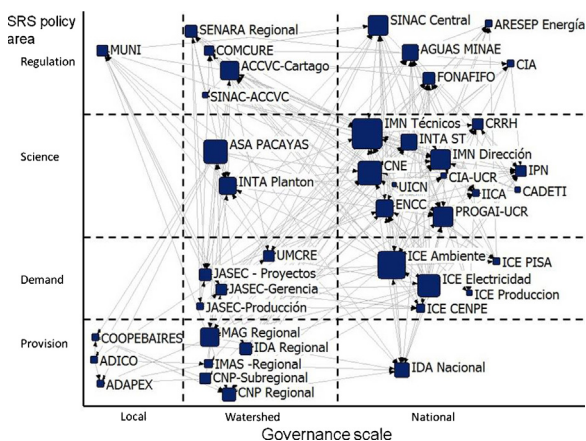 SRS policy
area
SENARA Regional
SINAC Central
ARESEP Energía
MUNI
COMCURE
AGUAS MINAE
Regulation
ACCVC-Cartago
CIA
FONAFIFO
SINAC-ACCVC
IMN Técnicos
CRRH
INTA ST
ASA PACAYAS
Science
IMN Dirección
CNE
CIA-UCR
IPN
INTA Planton
UICN
IICA
CADETI
ENCC
PROGAI-UCR
UMCRE
ICE Ambiente
ICE PISA
JASEC - Proyectos
Demand
JASEC-Gerencia
ICE Electricidad
ICE Produccion
JASEC-Producción
ICE CENPE
MAG Regional
COOPEBAIRES
Provision
IDA Regional
ADICO
IMAS -Regional
IDA Nacional
CNP-Subregional
ADAPEX
CNP Regional
Local
Watershed
National
Governance scale